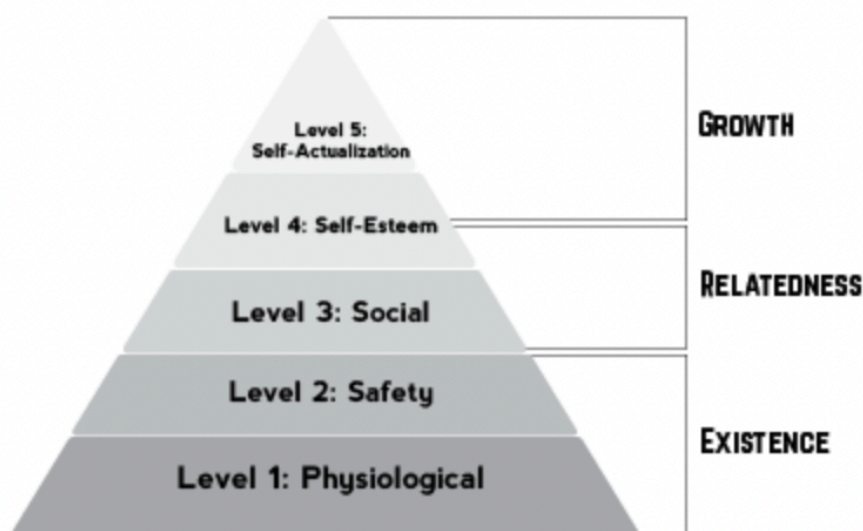 Level 5:
Self-Actualization
Level 4: Self-Esteem
Level 3: Social
Level 2: Safety
Level 1: Physiological
GROWTH
RELATEDNESS
EXISTENCE